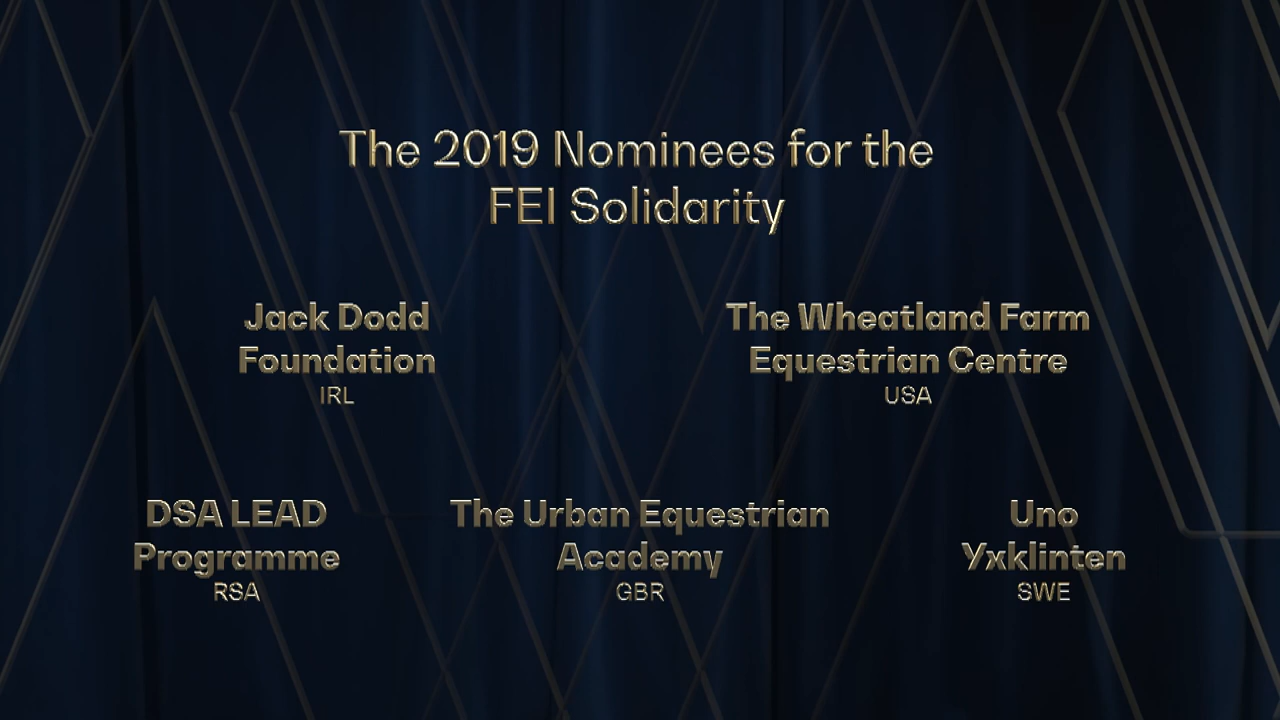 The 2019 Nominees for the
FEI Solidarity
Jack Dodd
Foundation
IRL
The Wheatland Farm
Equestrian Centre
USA
DSA LEAD
Programme
RSA
The Urban Equestrian
Academy
GBR
Uno
Yxklinten
SWE